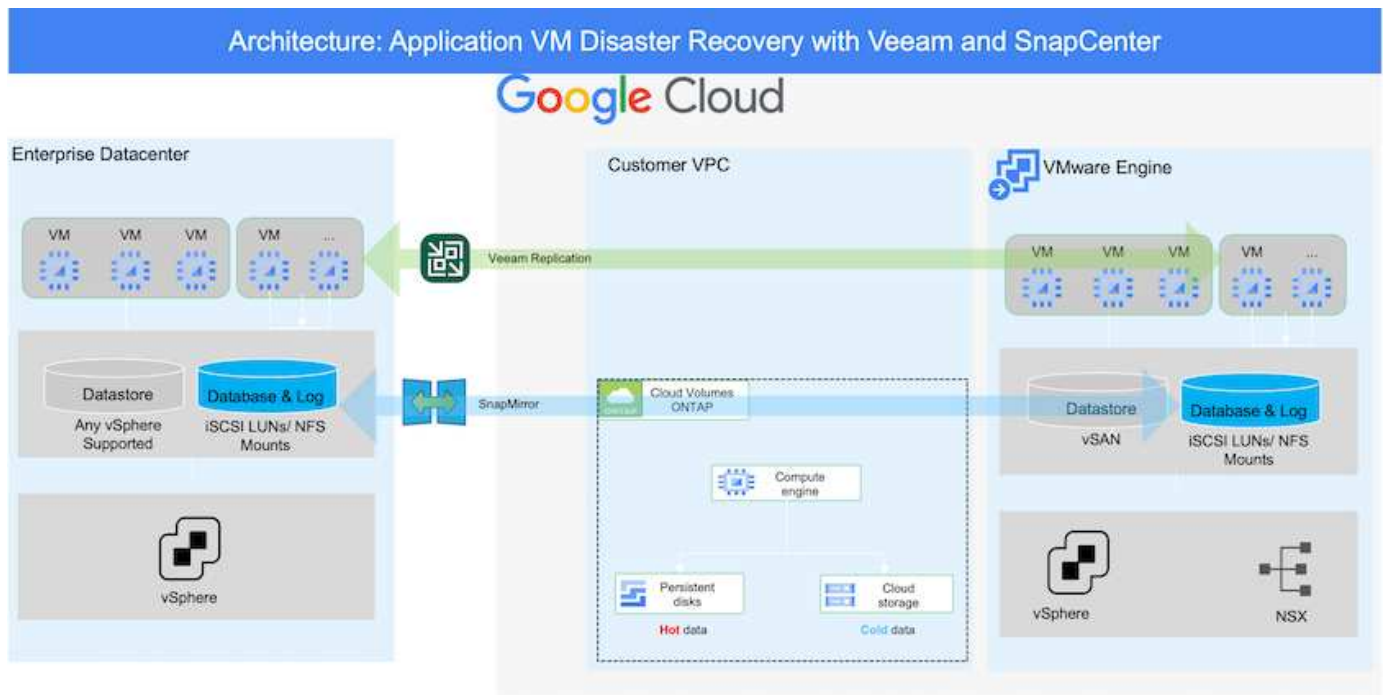 Architecture: Application VM Disaster Recovery with Veeam and SnapCenter
Google Cloud
Enterprise Datacenter
VM
VM
VM
VM
...
Datastore
Any vSphere
Supported
Database & Log
iSCSI LUNs/ NFS
Mounts
vSphere
Veeam Replication
SnapMirror
Customer VPC
ONTAP
Cloud Volumes
ONTAP
Compute
engine
Persistent
disks
Hot data
Cloud
storage
Cold data
VMware Engine
VM
VM
VM
VM
...
Datastore
vSAN
Database & Log
iSCSI LUNs/ NFS
Mounts
vSphere
NSX